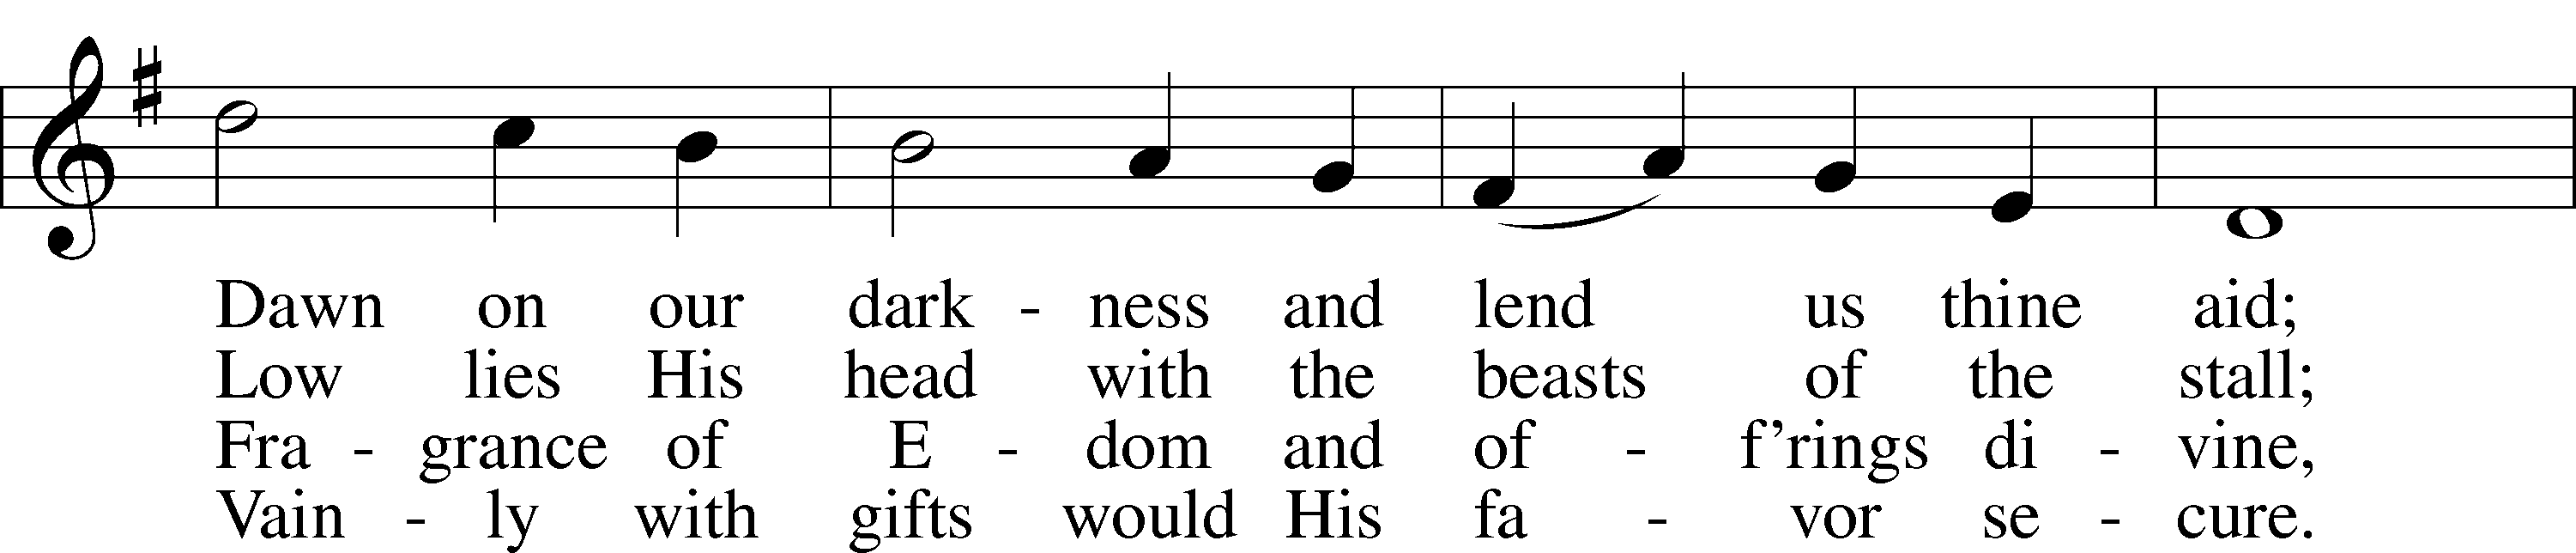 Dawn on our dark - ness and lend us thine aid;
Low lies His head with the beasts of the stall;
Fra - grance of E - dom and of - f'rings di - vine,
Vain - ly with gifts would His fa - vor se - cure.